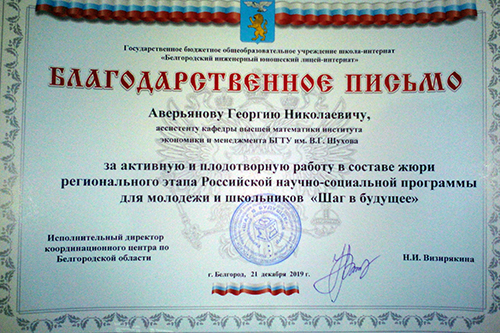 Государственное бюджетное общеобразовательное учреждение школа-интернат
«Белгородский инженерный юношеский лицей-интернат»
БЛАГОДАРСТВЕННОЕ ПИСЬМО
Аверьянову Георгию Николаевичу,
ассистенту кафедры высшей математики института
экономики и менеджмента БГТУ им. В.Г. Шухова
за активную и плодотворную работу в составе жюри
регионального этапа Российской научно-социальной программы
для молодежи и школьников «Шаг в будущее»
Исполнительный директор
координационного центра по
Белгородской области
Н.И. Визирякина
г. Белгород, 21 декабря 2019 г.